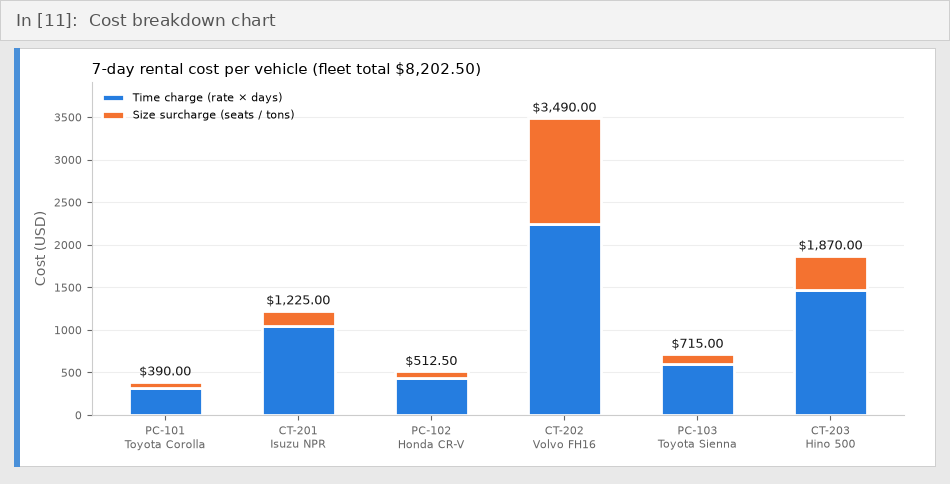 In [11]:  Cost breakdown chart
7-day rental cost per vehicle (fleet total $8,202.50)
Time charge (rate × days)
Size surcharge (seats / tons)
Cost (USD)
3500
3000
2500
2000
1500
1000
500
0
$390.00
$1,225.00
$512.50
$3,490.00
$715.00
$1,870.00
PC-101
Toyota Corolla
CT-201
Isuzu NPR
PC-102
Honda CR-V
CT-202
Volvo FH16
PC-103
Toyota Sienna
CT-203
Hino 500